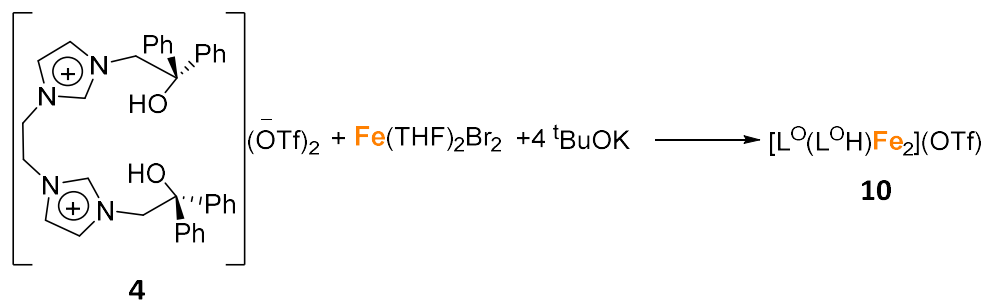 Ph Ph
N
+
N
HO
(OTf)₂ + Fe(THF)₂Br₂ +4 ᵗBuOK [Lᴼ(LᴼH)Fe₂](OTf)
10
HO
N
+
N
Ph
Ph
4